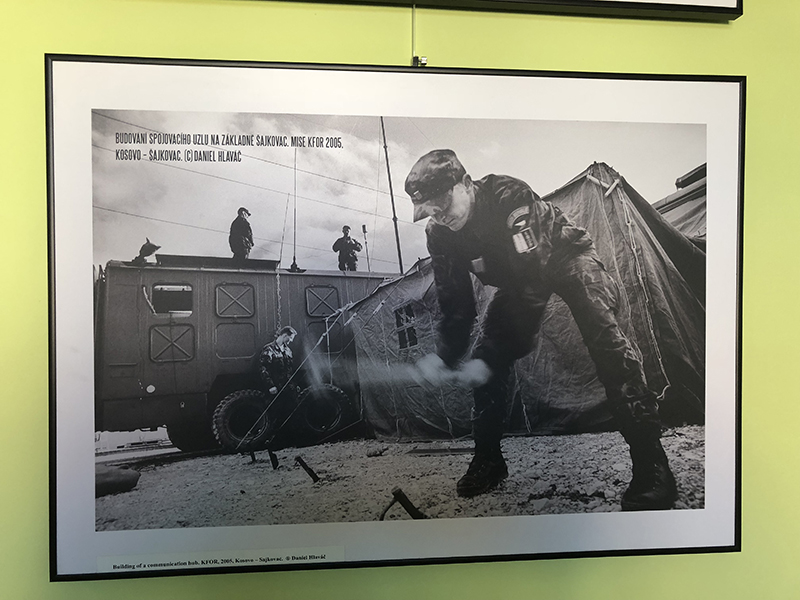 BUDOVÁNÍ SPOJOVACÍHO UZLU NA ZÁKLADNĚ ŠAJKOVAC. MISE KFOR 2005.
KOSOVO – ŠAJKOVAC. (C) DANIEL HLAVÁČ
Building of a communication hub, KFOR, 2005, Kosovo – Sajkovac. © Daniel Hlaváč